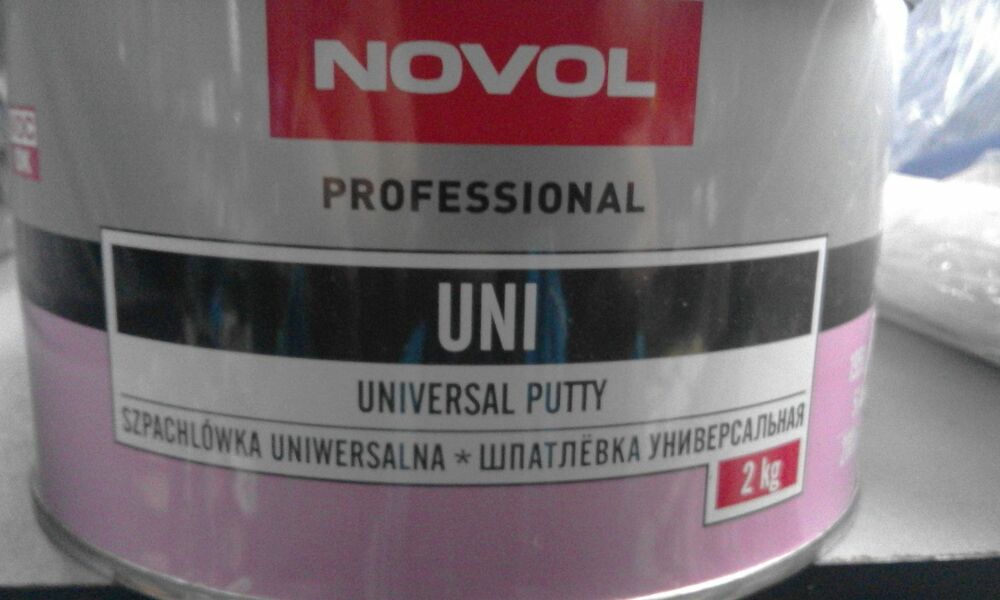 NOVOL
PROFESSIONAL
UNI
UNIVERSAL PUTTY
SZPACHLÓWKA UNIWERSALNA * ШПАТЛЁВКА УНИВЕРСАЛЬНАЯ
2 kg